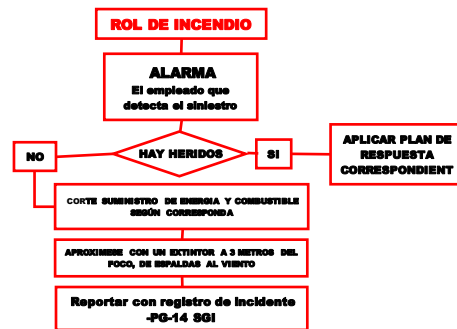 ROL DE INCENDIO
ALARMA
El empleado que
detecta el siniestro
HAY HERIDOS
NO
SI
APLICAR PLAN DE
RESPUESTA
CORRESPONDIENT
CORTE SUMINISTRO DE ENERGIA Y COMBUSTIBLE
SEGÚN CORRESPONDA
APROXIMESE CON UN EXTINTOR A 3 METROS DEL
FOCO, DE ESPALDAS AL VIENTO
Reportar con registro de incidente
-PG-14 SGI